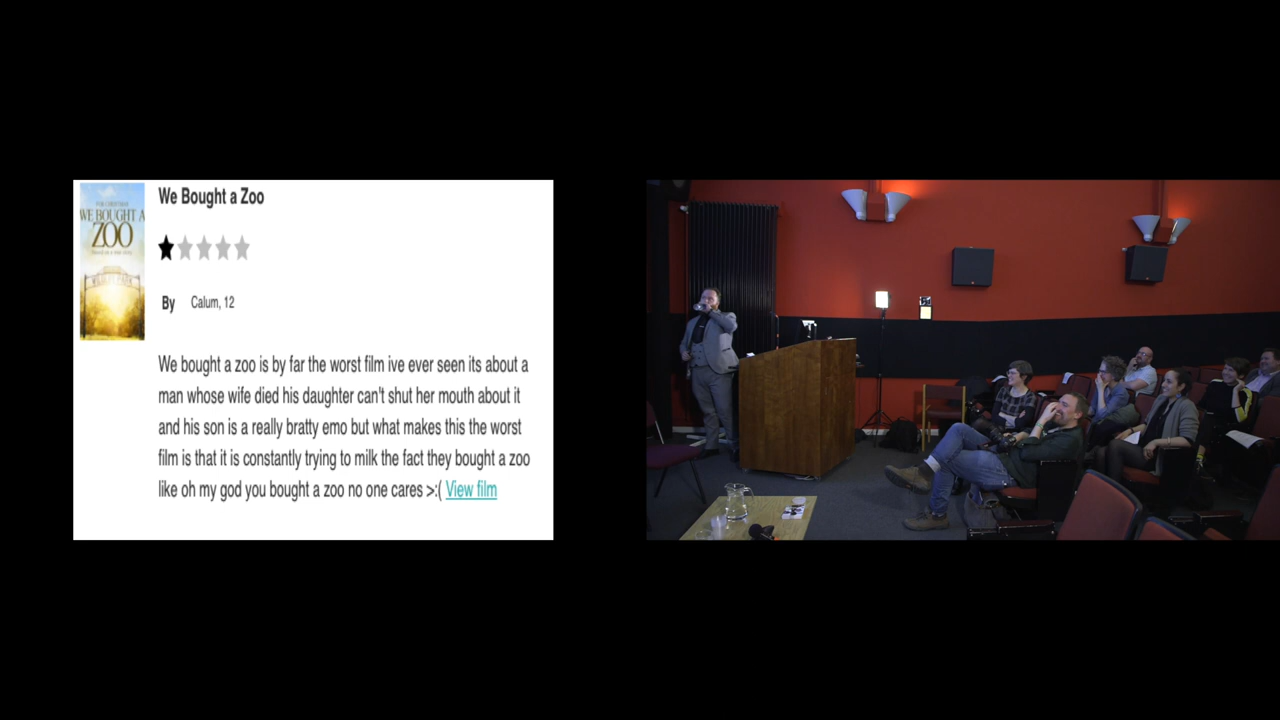 We Bought a Zoo
WE BOUGHT A
ZOO
By Calum, 12
We bought a zoo is by far the worst film ive ever seen its about a
man whose wife died his daughter can't shut her mouth about it
and his son is a really bratty emo but what makes this the worst
film is that it is constantly trying to milk the fact they bought a zoo
like oh my god you bought a zoo no one cares >:( View film